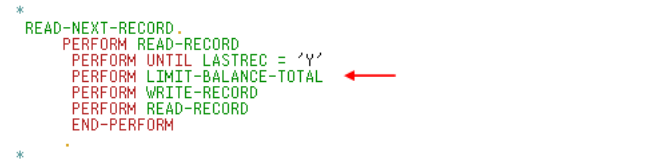 *
READ-NEXT-RECORD.
PERFORM READ-RECORD
PERFORM UNTIL LASTREC = 'Y'
PERFORM LIMIT-BALANCE-TOTAL
PERFORM WRITE-RECORD
PERFORM READ-RECORD
END-PERFORM
.
*